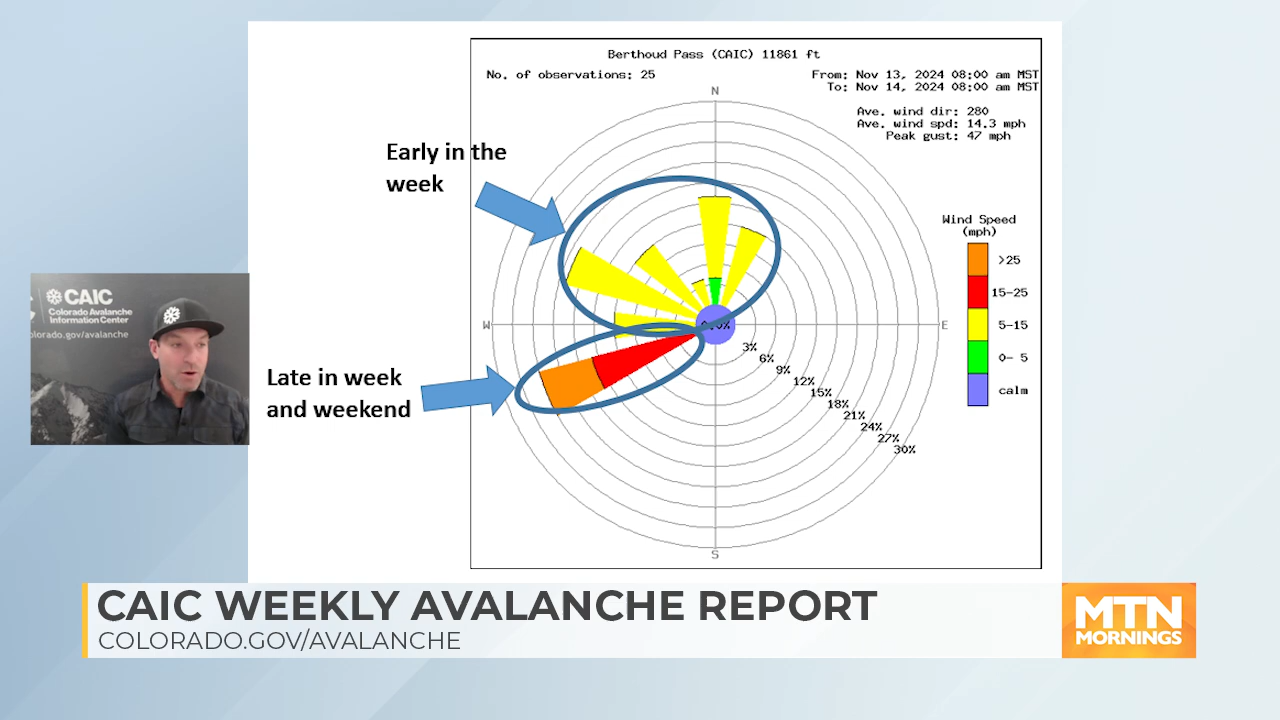 Berthoud Pass (CAIC) 11861 ft
No. of observations: 25
From: Nov 13, 2024 08:00 am MST
To: Nov 14, 2024 08:00 am MST
Ave. wind dir: 280
Ave. wind spd: 14.3 mph
Peak gust: 47 mph
N
Early in the
week
Wind Speed
(mph)
>25
15-25
5-15
0- 5
calm
W
E
3%
6%
9%
12%
15%
18%
21%
24%
27%
30%
S
CAIC
Colorado Avalanche
Information Center
olorado.gov/avalanche
Late in week
and weekend
CAIC WEEKLY AVALANCHE REPORT
COLORADO.GOV/AVALANCHE
MTN
MORNINGS